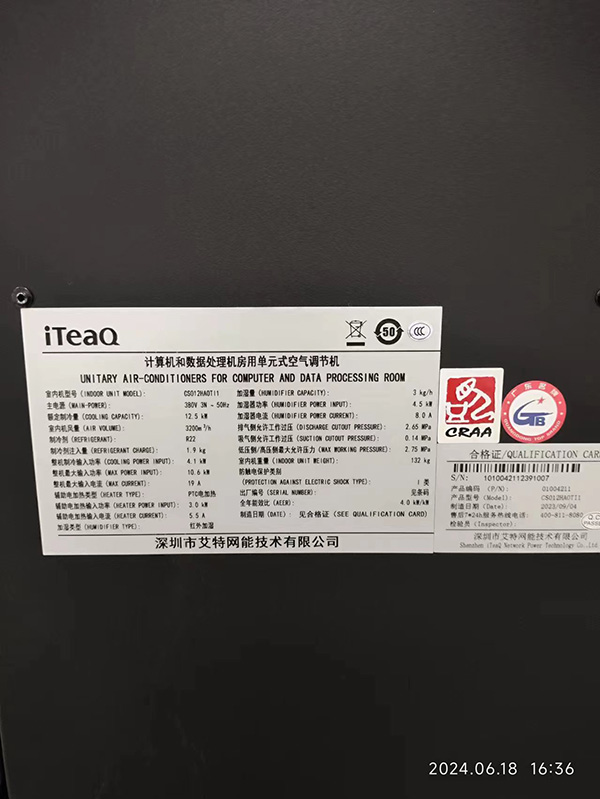 iTeaQ
50
CCC
计算机和数据处理机房用单元式空气调节机
UNITARY AIR-CONDITIONERS FOR COMPUTER AND DATA PROCESSING ROOM
室内机型号 (INDOOR UNIT MODEL): CS012HA0TI1
主电源 (MAIN-POWER): 380V 3N ~ 50Hz
额定制冷量 (COOLING CAPACITY): 12.5 kW
室内机风量 (AIR VOLUME): 3200m³/h
制冷剂 (REFRIGERANT): R22
制冷剂注入量 (REFRIGERANT CHARGE): 1.9 kg
整机制冷输入功率 (COOLING POWER INPUT): 4.1 kW
整机最大输入功率 (MAX POWER INPUT): 10.6 kW
整机最大输入电流 (MAX CURRENT): 19 A
辅助电加热类型 (HEATER TYPE): PTC电加热
辅助电加热输入功率 (HEATER POWER INPUT): 3.0 kW
辅助电加热输入电流 (HEATER CURRENT): 5.5 A
加湿类型 (HUMIDIFIER TYPE): 红外加湿
加湿量 (HUMIDIFIER CAPACITY): 3 kg/h
加湿器功率 (HUMIDIFIER POWER INPUT): 4.5 kW
加湿器电流 (HUMIDIFIER POWER CURRENT): 8.0 A
排气侧允许工作过压 (DISCHARGE CUTOUT PRESSURE): 2.65 MPa
吸气侧允许工作过压 (SUCTION CUTOUT PRESSURE): 0.14 MPa
低压侧/高压侧最大允许压力 (MAX WORKING PRESSURE): 2.75 MPa
室内机重量 (INDOOR UNIT WEIGHT): 132 kg
防触电保护类型
(PROTECTION AGAINST ELECTRIC SHOCK TYPE): I 类
出厂编号 (SERIAL NUMBER): 见条码
全年能效比 (AEER): 4.0 kW/kW
制造日期 (DATE): 见合格证 (SEE QUALIFICATION CARD)
深圳市艾特网能技术有限公司
CRAA
广东品牌
GTB
合格证/QUALIFICATION CAR
S/N: 1010042112391007
产品编码 (P/N): 01004211
产品型号 (Model): CS012HA0TI1
制造日期 (Date): 2023/09/04
售后7*24h服务热线电话: 400-811-8080
检验员 (Inspector):
深圳市艾特网能技术有限公司
Shenzhen iTeaQ Network Power Technology Co., Ltd
2024.06.18 16:36